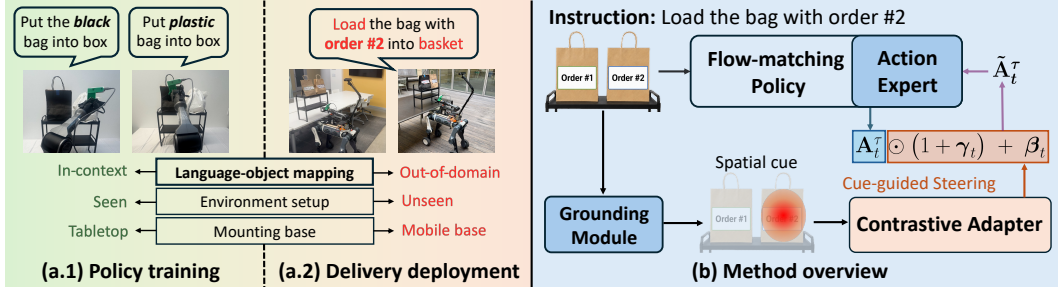 Put the black
bag into box
Put plastic
bag into box
Load the bag with
order #2 into basket
In-context
Language-object mapping
Out-of-domain
Seen
Environment setup
Unseen
Tabletop
Mounting base
Mobile base
(a.1) Policy training
(a.2) Delivery deployment
Instruction: Load the bag with order #2
Order #1
Order #2
Flow-matching
Policy
Action
Expert
Ã_t^τ
A_t^τ ⊙ (1 + γ_t) + β_t
Cue-guided Steering
Spatial cue
Order #1
Grounding
Module
Contrastive Adapter
(b) Method overview